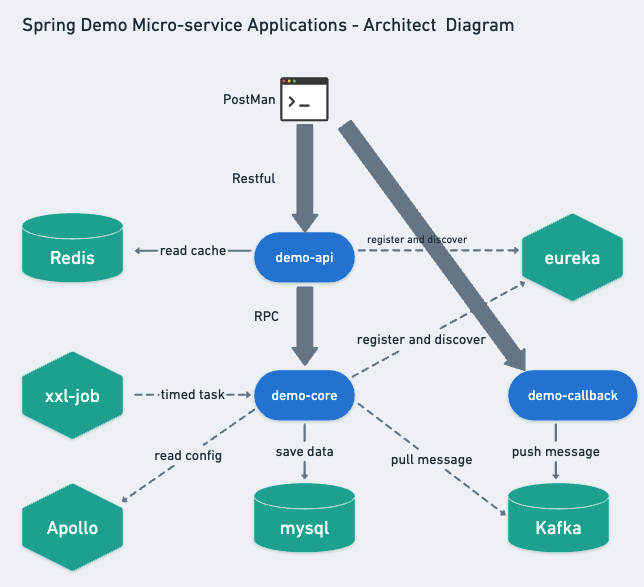 Spring Demo Micro-service Applications - Architect Diagram
PostMan
Restful
register and discover
Redis
read cache
demo-api
eureka
RPC
register and discover
xxl-job
timed task
demo-core
demo-callback
read config
save data
pull message
push message
Apollo
mysql
Kafka